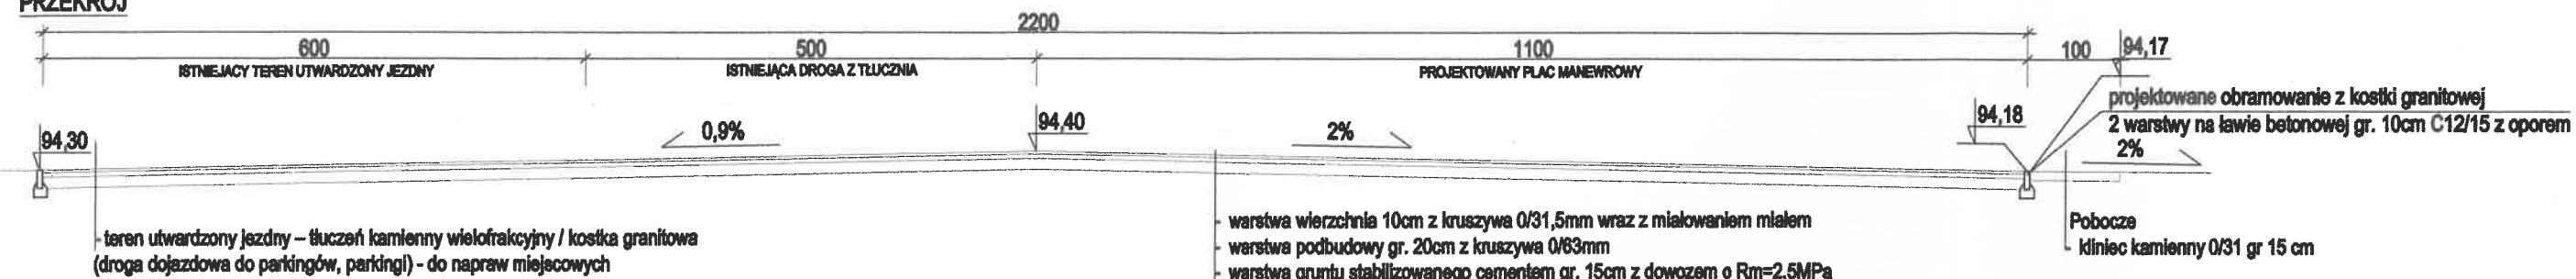 PRZEKRÓJ
2200
600
500
1100
100
94,17
ISTNIEJACY TEREN UTWARDZONY JEZDNY
ISTNIEJĄCA DROGA Z TŁUCZNIA
PROJEKTOWANY PLAC MANEWROWY
projektowane obramowanie z kostki granitowej
2 warstwy na ławie betonowej gr. 10cm C12/15 z oporem
94,30
0,9%
94,40
2%
94,18
2%
- teren utwardzony jezdny – tłuczeń kamienny wielofrakcyjny / kostka granitowa
(droga dojazdowa do parkingów, parkingi) - do napraw miejscowych
- warstwa wierzchnia 10cm z kruszywa 0/31,5mm wraz z miałowaniem miałem
- warstwa podbudowy gr. 20cm z kruszywa 0/63mm
- warstwa gruntu stabilizowanego cementem gr. 15cm z dowozem o Rm=2,5MPa
Pobocze
- kliniec kamienny 0/31 gr 15 cm